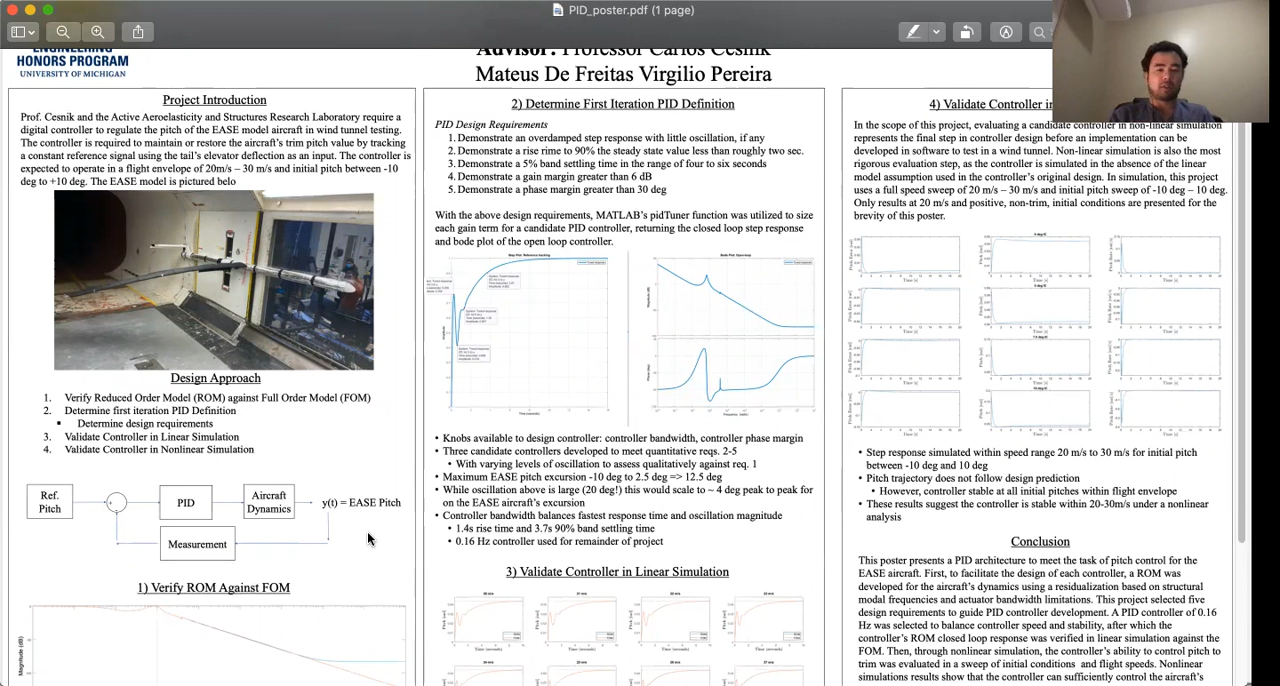 PID_poster.pdf (1 page)
ENGINEERING
HONORS PROGRAM
UNIVERSITY OF MICHIGAN
Advisor: Professor Carlos Cesnik
Mateus De Freitas Virgilio Pereira
Project Introduction
Prof. Cesnik and the Active Aeroelasticity and Structures Research Laboratory require a
digital controller to regulate the pitch of the EASE model aircraft in wind tunnel testing.
The controller is required to maintain or restore the aircraft's trim pitch value by tracking
a constant reference signal using the tail's elevator deflection as an input. The controller is
expected to operate in a flight envelope of 20m/s – 30 m/s and initial pitch between -10
deg to +10 deg. The EASE model is pictured belo
Design Approach
1. Verify Reduced Order Model (ROM) against Full Order Model (FOM)
2. Determine first iteration PID Definition
▪ Determine design requirements
3. Validate Controller in Linear Simulation
4. Validate Controller in Nonlinear Simulation
Ref. Pitch
PID
Aircraft Dynamics
y(t) = EASE Pitch
Measurement
1) Verify ROM Against FOM
Magnitude (dB)
2) Determine First Iteration PID Definition
PID Design Requirements
1. Demonstrate an overdamped step response with little oscillation, if any
2. Demonstrate a rise rime to 90% the steady state value less than roughly two sec.
3. Demonstrate a 5% band settling time in the range of four to six seconds
4. Demonstrate a gain margin greater than 6 dB
5. Demonstrate a phase margin greater than 30 deg
With the above design requirements, MATLAB's pidTuner function was utilized to size
each gain term for a candidate PID controller, returning the closed loop step response
and bode plot of the open loop controller.
Step Plot: Reference tracking
Bode Plot: Open-loop
• Knobs available to design controller: controller bandwidth, controller phase margin
• Three candidate controllers developed to meet quantitative reqs. 2-5
• With varying levels of oscillation to assess qualitatively against req. 1
• Maximum EASE pitch excursion -10 deg to 2.5 deg => 12.5 deg
• While oscillation above is large (20 deg!) this would scale to ~ 4 deg peak to peak for
on the EASE aircraft's excursion
• Controller bandwidth balances fastest response time and oscillation magnitude
• 1.4s rise time and 3.7s 90% band settling time
• 0.16 Hz controller used for remainder of project
3) Validate Controller in Linear Simulation
4) Validate Controller in
In the scope of this project, evaluating a candidate controller in non-linear simulation
represents the final step in controller design before an implementation can be
developed in software to test in a wind tunnel. Non-linear simulation is also the most
rigorous evaluation step, as the controller is simulated in the absence of the linear
model assumption used in the controller's original design. In simulation, this project
uses a full speed sweep of 20 m/s – 30 m/s and initial pitch sweep of -10 deg – 10 deg.
Only results at 20 m/s and positive, non-trim, initial conditions are presented for the
brevity of this poster.
• Step response simulated within speed range 20 m/s to 30 m/s for initial pitch
between -10 deg and 10 deg
• Pitch trajectory does not follow design prediction
• However, controller stable at all initial pitches within flight envelope
• These results suggest the controller is stable within 20-30m/s under a nonlinear
analysis
Conclusion
This poster presents a PID architecture to meet the task of pitch control for the
EASE aircraft. First, to facilitate the design of each controller, a ROM was
developed for the aircraft's dynamics using a residualization based on structural
modal frequencies and actuator bandwidth limitations. This project selected five
design requirements to guide PID controller development. A PID controller of 0.16
Hz was selected to balance controller speed and stability, after which the
controller's ROM closed loop response was verified in linear simulation against the
FOM. Then, through nonlinear simulation, the controller's ability to control pitch to
trim was evaluated in a sweep of initial conditions and flight speeds. Nonlinear
simulations results show that the controller can sufficiently control the aircraft's